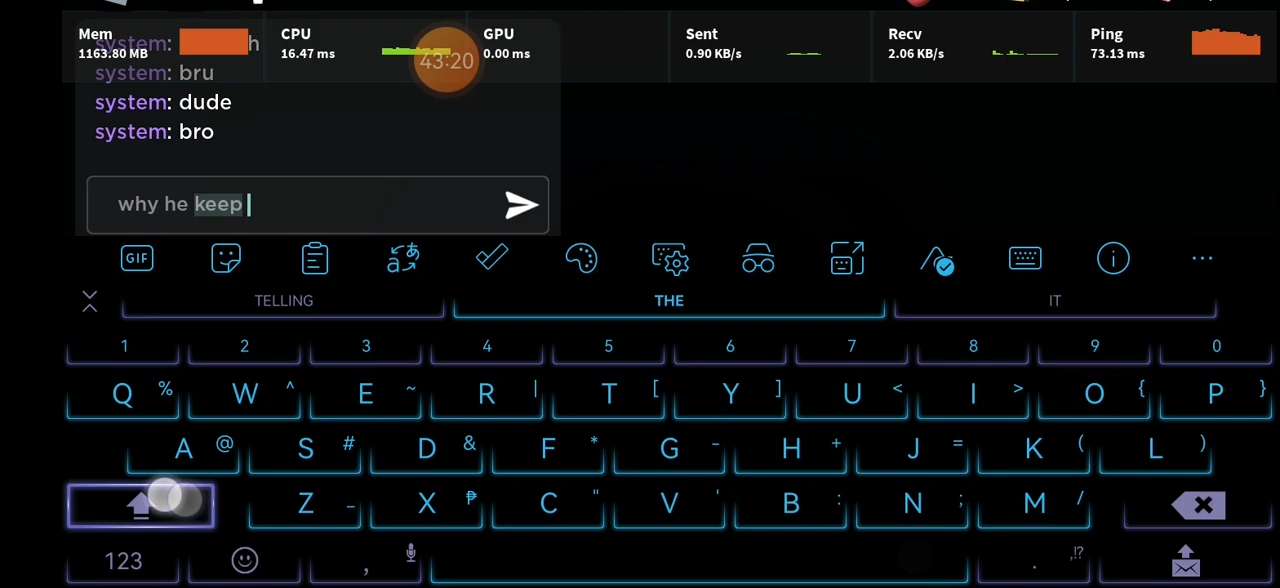 Mem
1163.80 MB
CPU
16.47 ms
43:20
GPU
0.00 ms
Sent
0.90 KB/s
Recv
2.06 KB/s
Ping
73.13 ms
system: h
system: bru
system: dude
system: bro
why he keep
GIF
TELLING THE IT
1 2 3 4 5 6 7 8 9 0
Q % W ^ E ~ R | T [ Y ] U < I > O { P }
A @ S # D & F * G - H + J = K ( L )
Z _ X ₱ C " V ' B : N ; M /
123 , . ,!?